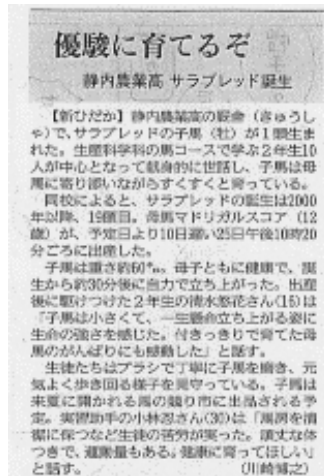 優駿に育てるぞ
静内農業高 サラブレッド誕生
【新ひだか】静内農業高の厩舎(きゅうし
ゃ)で、サラブレッドの子馬(牡)が1頭生ま
れた。生産科学科の馬コースで学ぶ2年生10
人が中心となって献身的に世話し、子馬は母
馬に寄り添いながらすくすくと育っている。
同校によると、サラブレッドの誕生は2000
年以降、19頭目。母馬マドリガルスコア(12
歳)が、予定日より10日遅い25日午後10時20
分ごろに出産した。
子馬は重さ約60㌔。母子ともに健康で、誕
生から約30分後に自力で立ち上がった。出産
後に駆けつけた2年生の清水悠花さん(16)は
「子馬は小さくて、一生懸命立ち上がる姿に
生命の強さを感じた。付きっきりで育てた母
馬のがんばりにも感動した」と話す。
生徒たちはブラシで丁寧に子馬を磨き、元
気よく歩き回る様子を見守っている。子馬は
来夏に開かれる馬の競り市に出品される予
定。実習助手の小林忍さん(30)は「馬房を清
潔に保つなど生徒の苦労が実った。頑丈な体
つきで、運動量もある。健康に育ってほしい」
と話す。 (川崎博之)